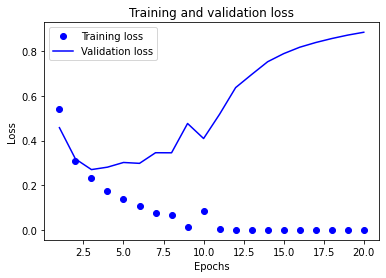 Training and validation loss
Training loss
Validation loss
Loss
0.8
0.6
0.4
0.2
0.0
2.5 5.0 7.5 10.0 12.5 15.0 17.5 20.0
Epochs